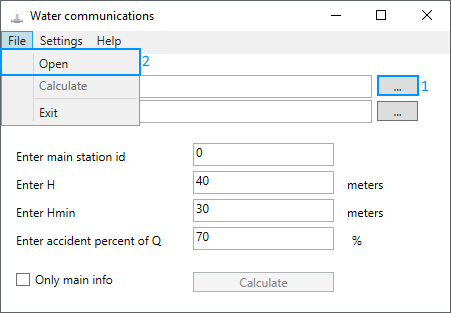 Water communications
File Settings Help
Open 2
Calculate
... 1
Exit ...
Enter main station id 0
Enter H 40 meters
Enter Hmin 30 meters
Enter accident percent of Q 70 %
Only main info Calculate